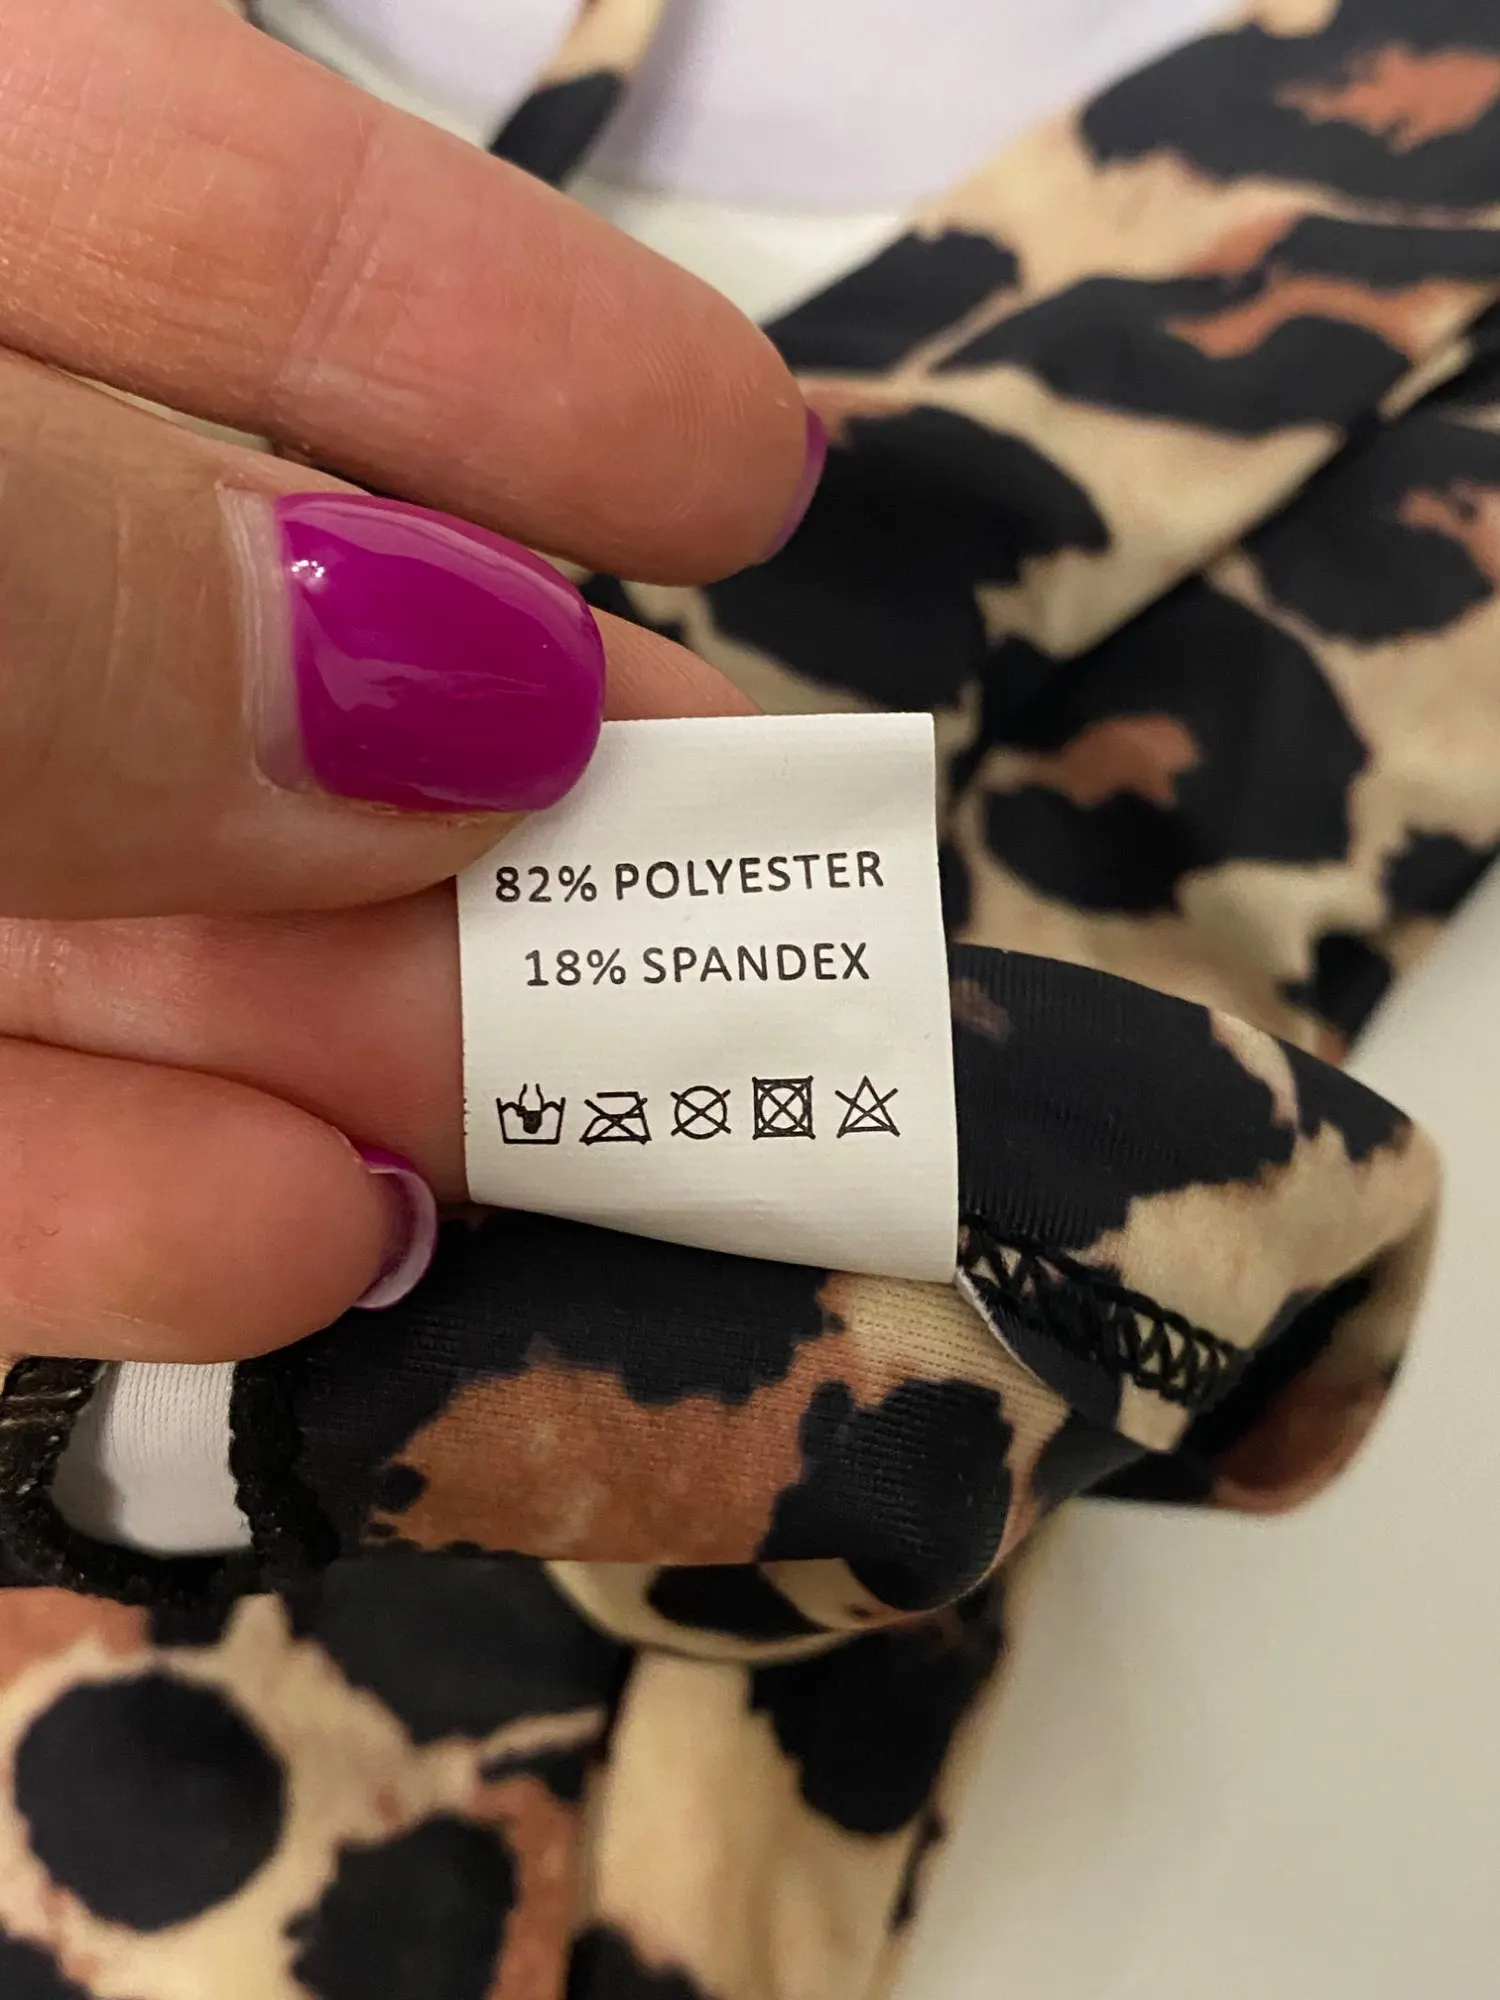 82% POLYESTER
18% SPANDEX